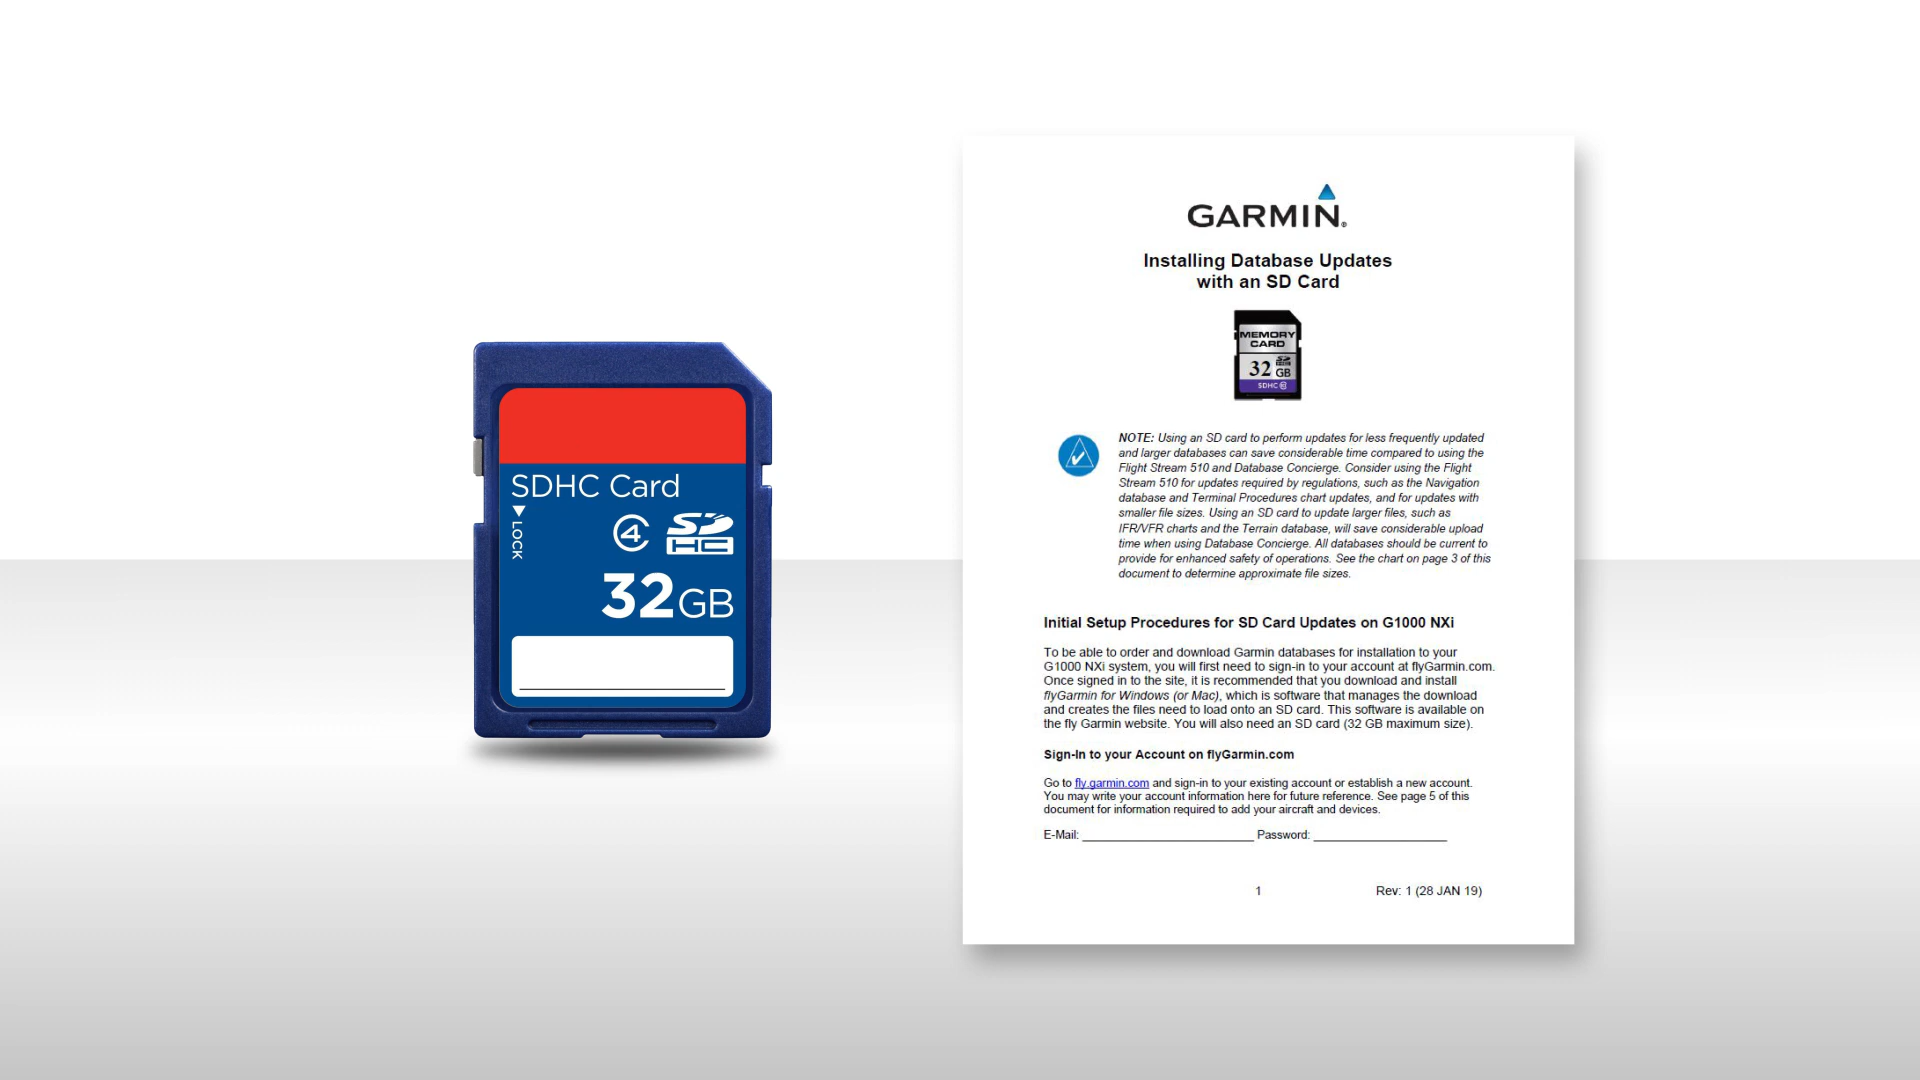 SDHC Card
LOCK
4
SD
HC
32 GB
GARMIN
Installing Database Updates
with an SD Card
MEMORY
CARD
32 GB
SDHC
NOTE: Using an SD card to perform updates for less frequently updated
and larger databases can save considerable time compared to using the
Flight Stream 510 and Database Concierge. Consider using the Flight
Stream 510 for updates required by regulations, such as the Navigation
database and Terminal Procedures chart updates, and for updates with
smaller file sizes. Using an SD card to update larger files, such as
IFR/VFR charts and the Terrain database, will save considerable upload
time when using Database Concierge. All databases should be current to
provide for enhanced safety of operations. See the chart on page 3 of this
document to determine approximate file sizes.
Initial Setup Procedures for SD Card Updates on G1000 NXi
To be able to order and download Garmin databases for installation to your
G1000 NXi system, you will first need to sign-in to your account at flyGarmin.com.
Once signed in to the site, it is recommended that you download and install
flyGarmin for Windows (or Mac), which is software that manages the download
and creates the files need to load onto an SD card. This software is available on
the fly Garmin website. You will also need an SD card (32 GB maximum size).
Sign-In to your Account on flyGarmin.com
Go to fly.garmin.com and sign-in to your existing account or establish a new account.
You may write your account information here for future reference. See page 5 of this
document for information required to add your aircraft and devices.
E-Mail: __________________________ Password: ____________________
1 Rev: 1 (28 JAN 19)